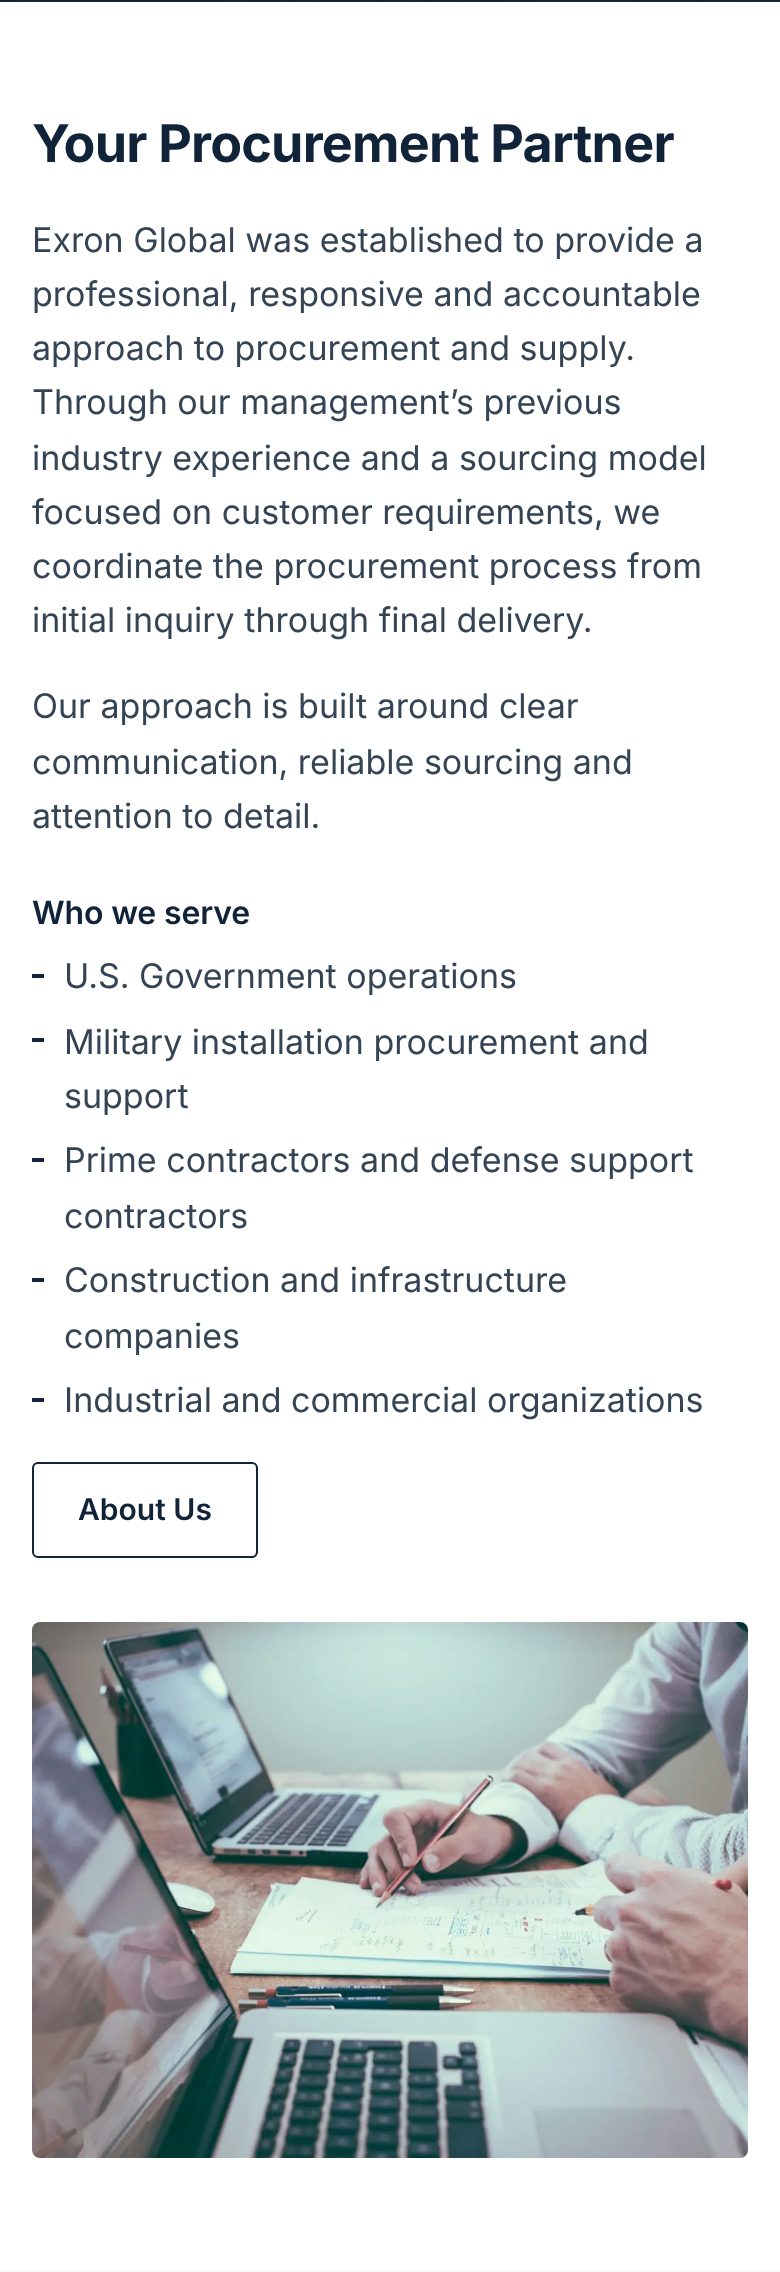 Your Procurement Partner
Exron Global was established to provide a
professional, responsive and accountable
approach to procurement and supply.
Through our management’s previous
industry experience and a sourcing model
focused on customer requirements, we
coordinate the procurement process from
initial inquiry through final delivery.
Our approach is built around clear
communication, reliable sourcing and
attention to detail.
Who we serve
- U.S. Government operations
- Military installation procurement and
support
- Prime contractors and defense support
contractors
- Construction and infrastructure
companies
- Industrial and commercial organizations
About Us